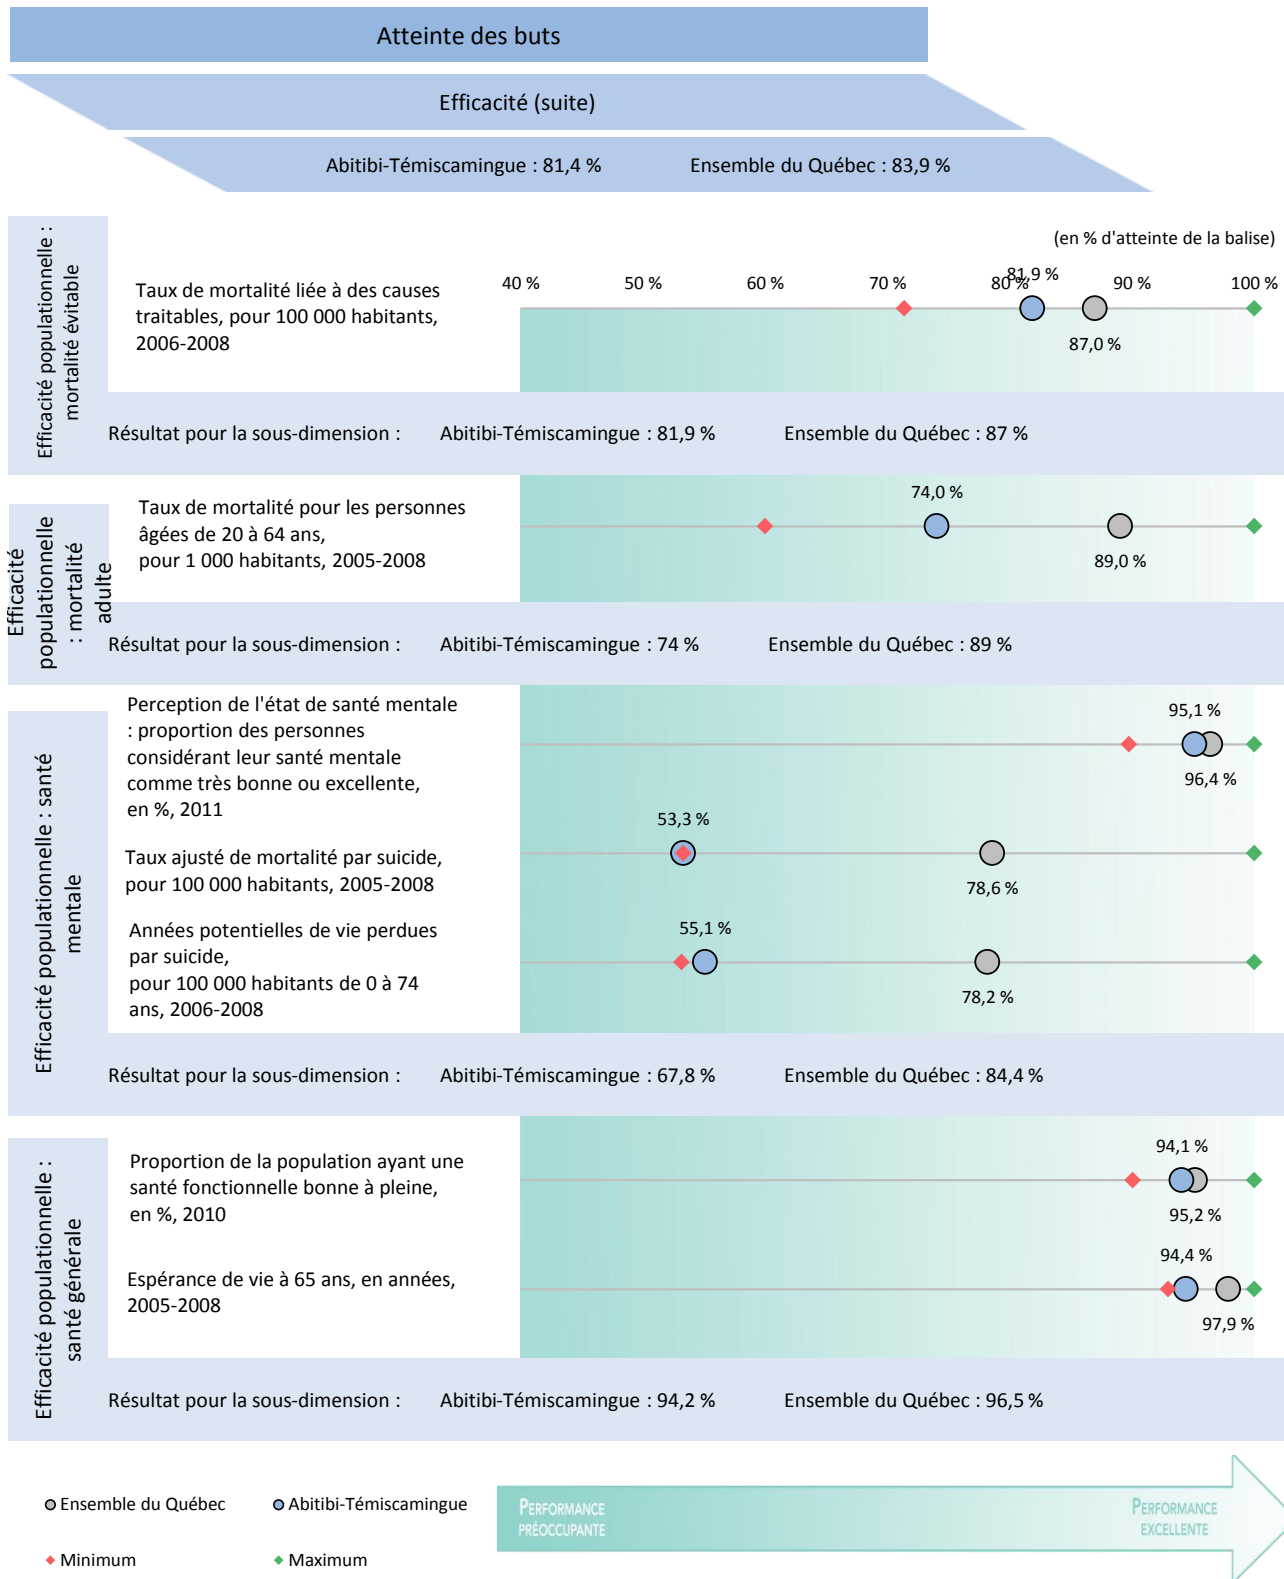 Atteinte des buts
Efficacité (suite)
Abitibi-Témiscamingue : 81,4 % Ensemble du Québec : 83,9 %
Efficacité populationnelle :
mortalité évitable
(en % d'atteinte de la balise)
40 % 50 % 60 % 70 % 80 % 90 % 100 %
81,9 %
Taux de mortalité liée à des causes
traitables, pour 100 000 habitants,
2006-2008
87,0 %
Résultat pour la sous-dimension : Abitibi-Témiscamingue : 81,9 % Ensemble du Québec : 87 %
Efficacité
populationnelle
: mortalité
adulte
Taux de mortalité pour les personnes
âgées de 20 à 64 ans,
pour 1 000 habitants, 2005-2008
74,0 %
89,0 %
Résultat pour la sous-dimension : Abitibi-Témiscamingue : 74 % Ensemble du Québec : 89 %
Efficacité populationnelle : santé
mentale
Perception de l'état de santé mentale
: proportion des personnes
considérant leur santé mentale
comme très bonne ou excellente,
en %, 2011
95,1 %
96,4 %
Taux ajusté de mortalité par suicide,
pour 100 000 habitants, 2005-2008
53,3 %
78,6 %
Années potentielles de vie perdues
par suicide,
pour 100 000 habitants de 0 à 74
ans, 2006-2008
55,1 %
78,2 %
Résultat pour la sous-dimension : Abitibi-Témiscamingue : 67,8 % Ensemble du Québec : 84,4 %
Efficacité populationnelle :
santé générale
Proportion de la population ayant une
santé fonctionnelle bonne à pleine,
en %, 2010
94,1 %
95,2 %
Espérance de vie à 65 ans, en années,
2005-2008
94,4 %
97,9 %
Résultat pour la sous-dimension : Abitibi-Témiscamingue : 94,2 % Ensemble du Québec : 96,5 %
Ensemble du Québec Abitibi-Témiscamingue
Minimum Maximum
PERFORMANCE
PRÉOCCUPANTE
PERFORMANCE
EXCELLENTE